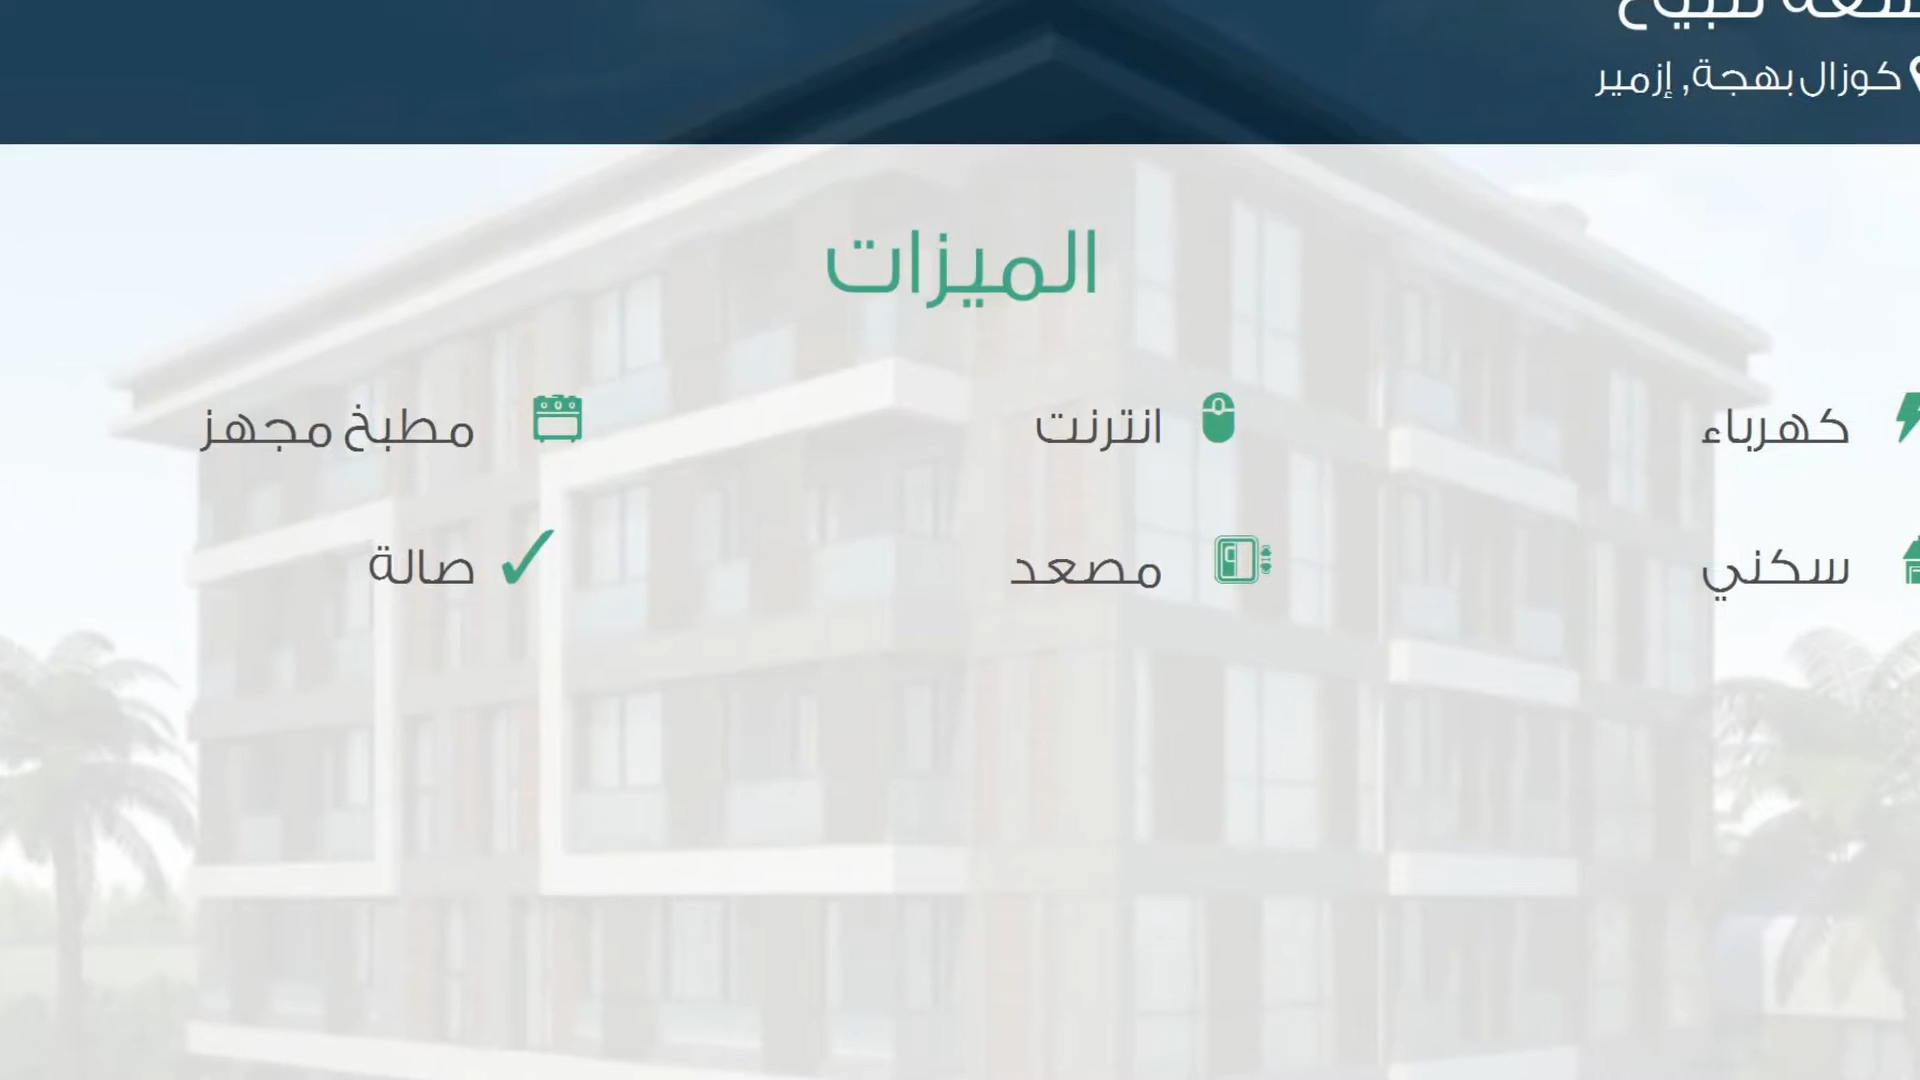 كوزال بهجة, إزمير
الميزات
كهرباء
انترنت
مطبخ مجهز
سكني
مصعد
صالة